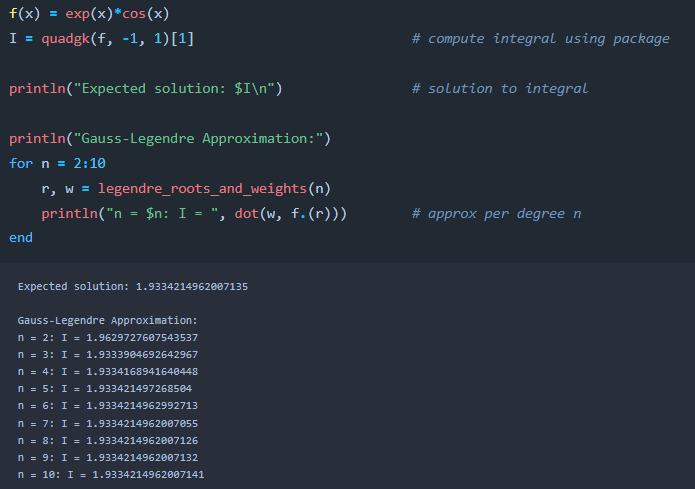 f(x) = exp(x)*cos(x)
I = quadgk(f, -1, 1)[1] # compute integral using package
println("Expected solution: $I\n") # solution to integral
println("Gauss-Legendre Approximation:")
for n = 2:10
    r, w = legendre_roots_and_weights(n)
    println("n = $n: I = ", dot(w, f.(r))) # approx per degree n
end
Expected solution: 1.9334214962007135
Gauss-Legendre Approximation:
n = 2: I = 1.9629727607543537
n = 3: I = 1.9333904692642967
n = 4: I = 1.9334168941640448
n = 5: I = 1.933421497268504
n = 6: I = 1.9334214962992713
n = 7: I = 1.9334214962007055
n = 8: I = 1.9334214962007126
n = 9: I = 1.9334214962007132
n = 10: I = 1.9334214962007141